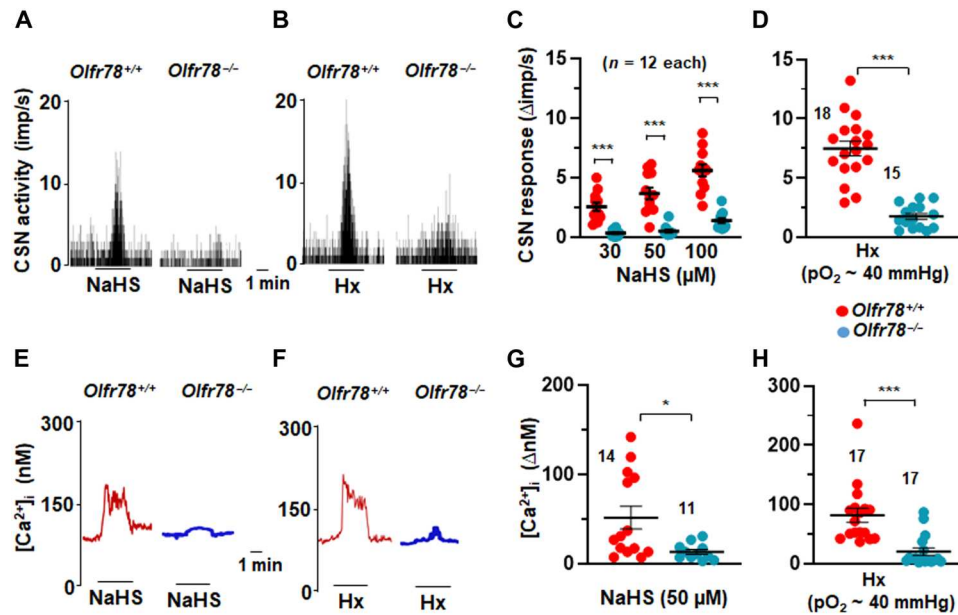 A
B
C
D
Olfr78+/+ Olfr78−/−
Olfr78+/+ Olfr78−/−
CSN activity (imp/s)
20
10
0
NaHS NaHS
1 min
20
10
0
Hx Hx
CSN response (Δimp/s)
15
10
5
0
(n = 12 each)
***
***
***
30 50 100
NaHS (µM)
15
10
5
0
***
18
15
Hx
(pO2 ~ 40 mmHg)
Olfr78+/+
Olfr78−/−
E
F
G
H
Olfr78+/+ Olfr78−/−
Olfr78+/+ Olfr78−/−
[Ca2+]i (nM)
300
150
0
NaHS NaHS
1 min
300
150
0
Hx Hx
[Ca2+]i (ΔnM)
200
100
0
*
14
11
NaHS (50 µM)
300
200
100
0
***
17
17
Hx
(pO2 ~ 40 mmHg)